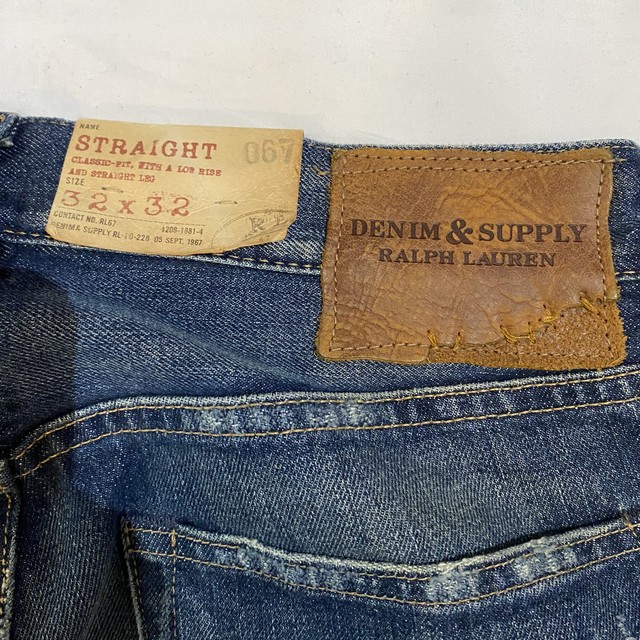 NAME
STRAIGHT 067
CLASSIC-FIT, WITH A LOW RISE
AND STRAIGHT LEG
SIZE
32 x 32
CONTACT NO. RL67 1208-1881-4
DENIM & SUPPLY RL-10-228 05 SEPT. 1967
DENIM & SUPPLY
RALPH LAUREN